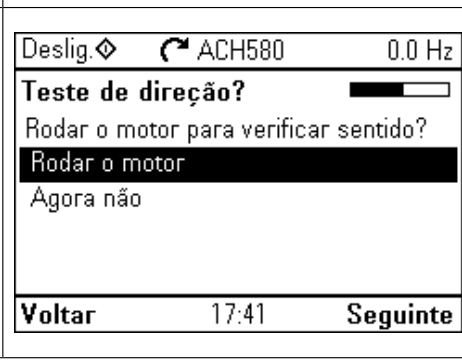 Deslig. ACH580 0.0 Hz
Teste de direção?
Rodar o motor para verificar sentido?
Rodar o motor
Agora não
Voltar 17:41 Seguinte